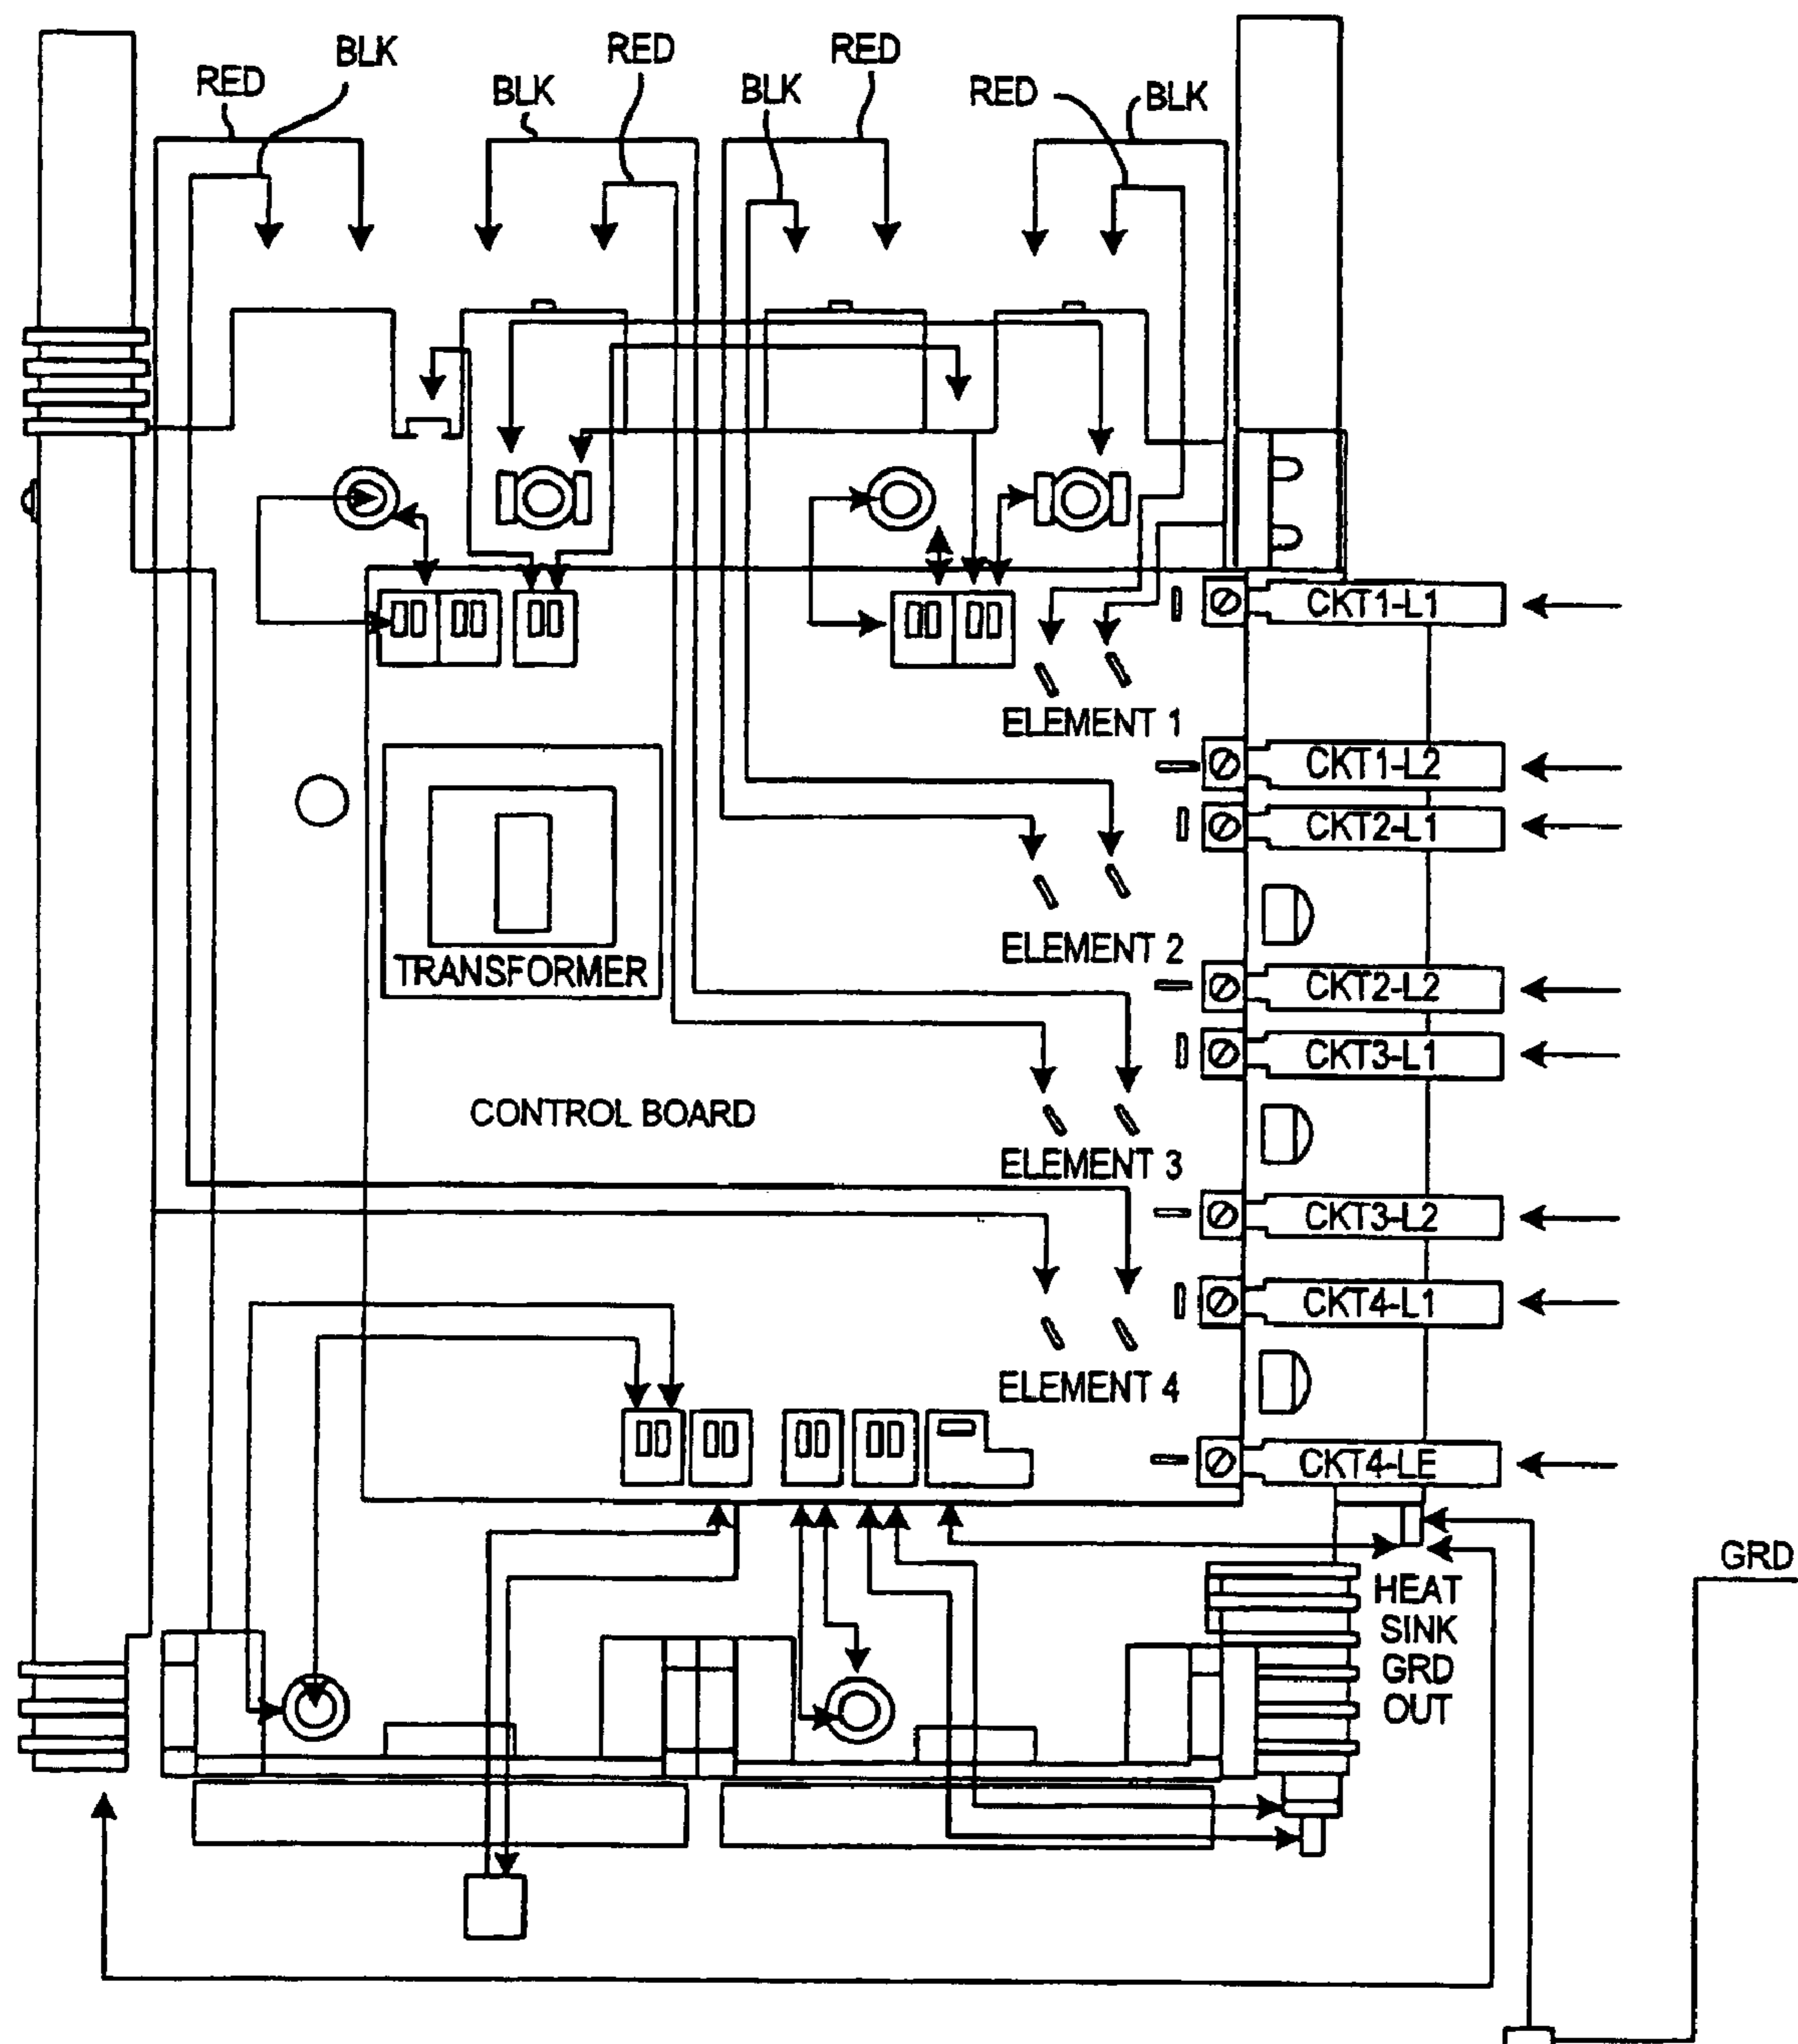 RED
BLK
BLK
RED
BLK
RED
RED
BLK
CKT1-L1
ELEMENT 1
CKT1-L2
CKT2-L1
ELEMENT 2
TRANSFORMER
CKT2-L2
CKT3-L1
CONTROL BOARD
ELEMENT 3
CKT3-L2
CKT4-L1
ELEMENT 4
CKT4-LE
GRD
HEAT
SINK
GRD
OUT